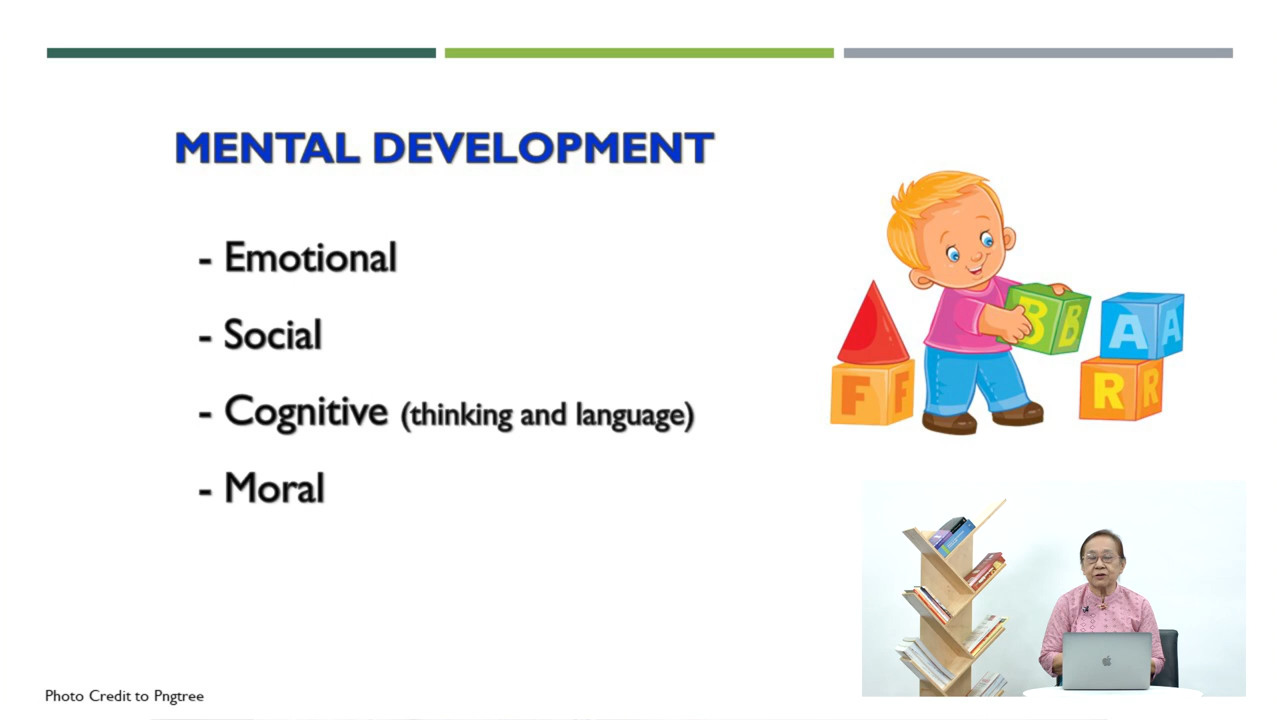 MENTAL DEVELOPMENT
- Emotional
- Social
- Cognitive (thinking and language)
- Moral
B B
A A
F F
R R
Photo Credit to Pngtree